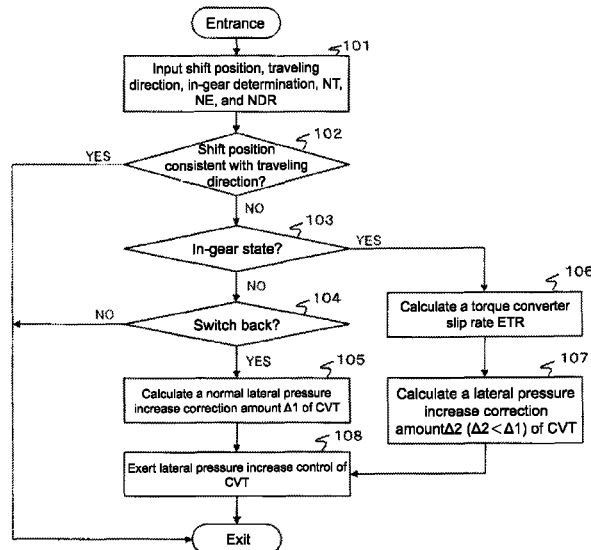 Entrance
101
Input shift position, traveling
direction, in-gear determination, NT,
NE, and NDR
102
YES
Shift position
consistent with traveling
direction?
NO
103
In-gear state?
YES
NO
104
106
Calculate a torque converter
slip rate ETR
NO
Switch back?
YES
105
107
Calculate a normal lateral pressure
increase correction amount Δ1 of CVT
Calculate a lateral pressure
increase correction
amountΔ2 (Δ2<Δ1) of CVT
108
Exert lateral pressure increase control of
CVT
Exit